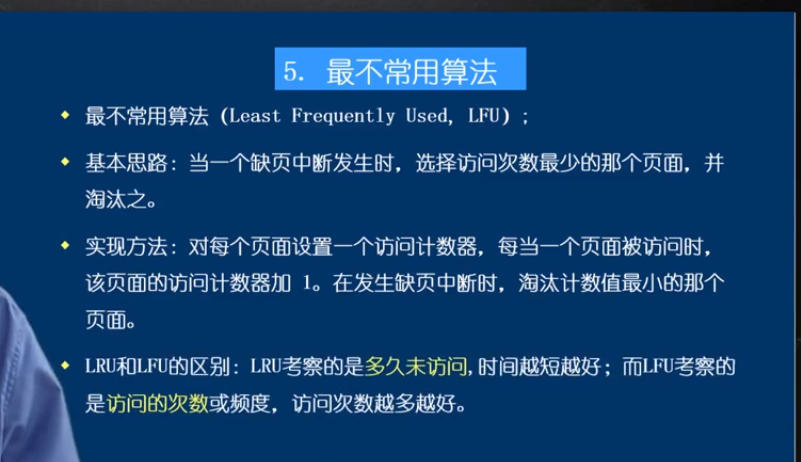 5. 最不常用算法
最不常用算法（Least Frequently Used, LFU）;
基本思路：当一个缺页中断发生时，选择访问次数最少的那个页面，并
淘汰之。
实现方法：对每个页面设置一个访问计数器，每当一个页面被访问时，
该页面的访问计数器加 1。在发生缺页中断时，淘汰计数值最小的那个
页面。
LRU和LFU的区别：LRU考察的是多久未访问,时间越短越好；而LFU考察的
是访问的次数或频度，访问次数越多越好。